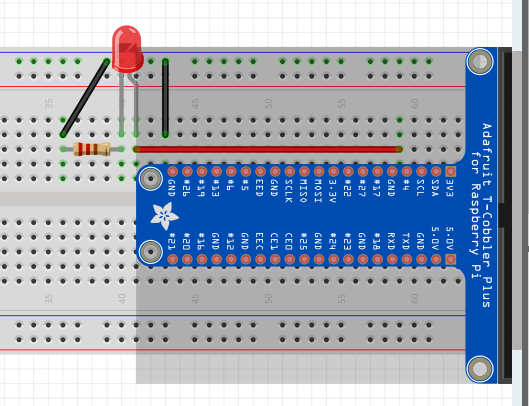 35 45 50 55 60
GND #26 #19 #13 #6 #5 EED GND SCLK MISO MOSI 3.3V #22 #27 #17 GND #4 SCL SDA 3V3
#21 #20 #16 GND #12 GND EEC CE1 CE0 #25 GND #24 #23 GND #18 RXD TXD GND 5.0V 5.0V
35 40 45 50 55 60
Adafruit T-Cobbler Plus
for Raspberry Pi